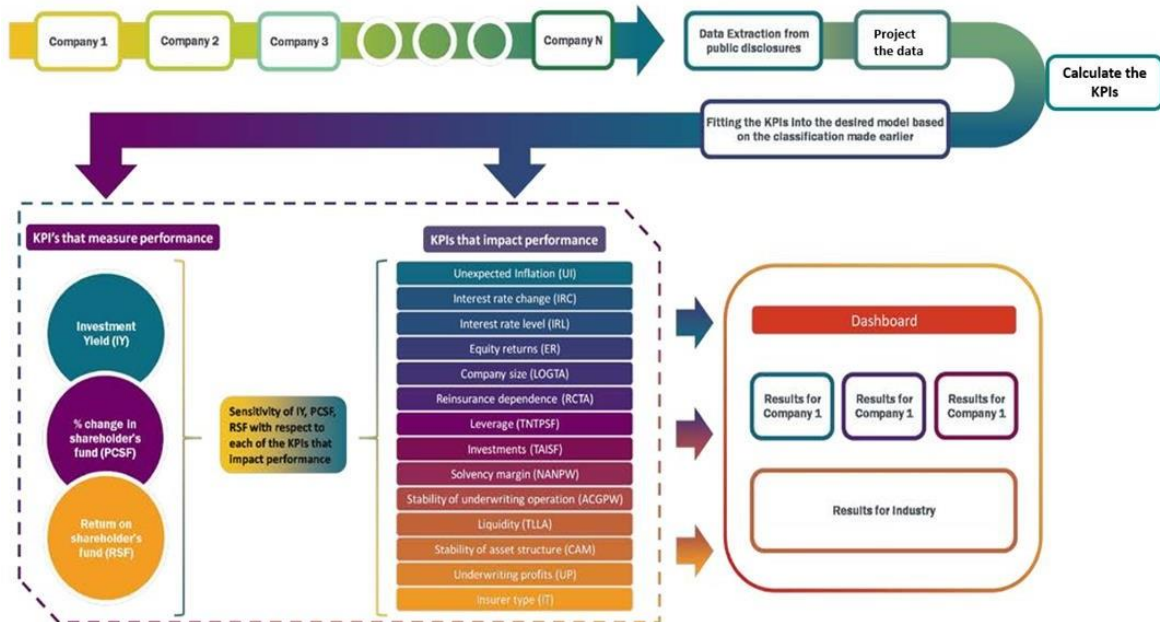 Company 1
Company 2
Company 3
Company N
Data Extraction from
public disclosures
Project
the data
Calculate the
KPIs
Fitting the KPIs into the desired model based
on the classification made earlier
KPI's that measure performance
KPIs that impact performance
Investment
Yield (IY)
% change in
shareholder's
fund (PCSF)
Return on
shareholder's
fund (RSF)
Sensitivity of IY, PCSF,
RSF with respect to
each of the KPIs that
impact performance
Unexpected Inflation (UI)
Interest rate change (IRC)
Interest rate level (IRL)
Equity returns (ER)
Company size (LOGTA)
Reinsurance dependence (RCTA)
Leverage (TNTPSF)
Investments (TAISF)
Solvency margin (NANPW)
Stability of underwriting operation (ACGPW)
Liquidity (TLLA)
Stability of asset structure (CAM)
Underwriting profits (UP)
Insurer type (IT)
Dashboard
Results for
Company 1
Results for
Company 1
Results for
Company 1
Results for Industry